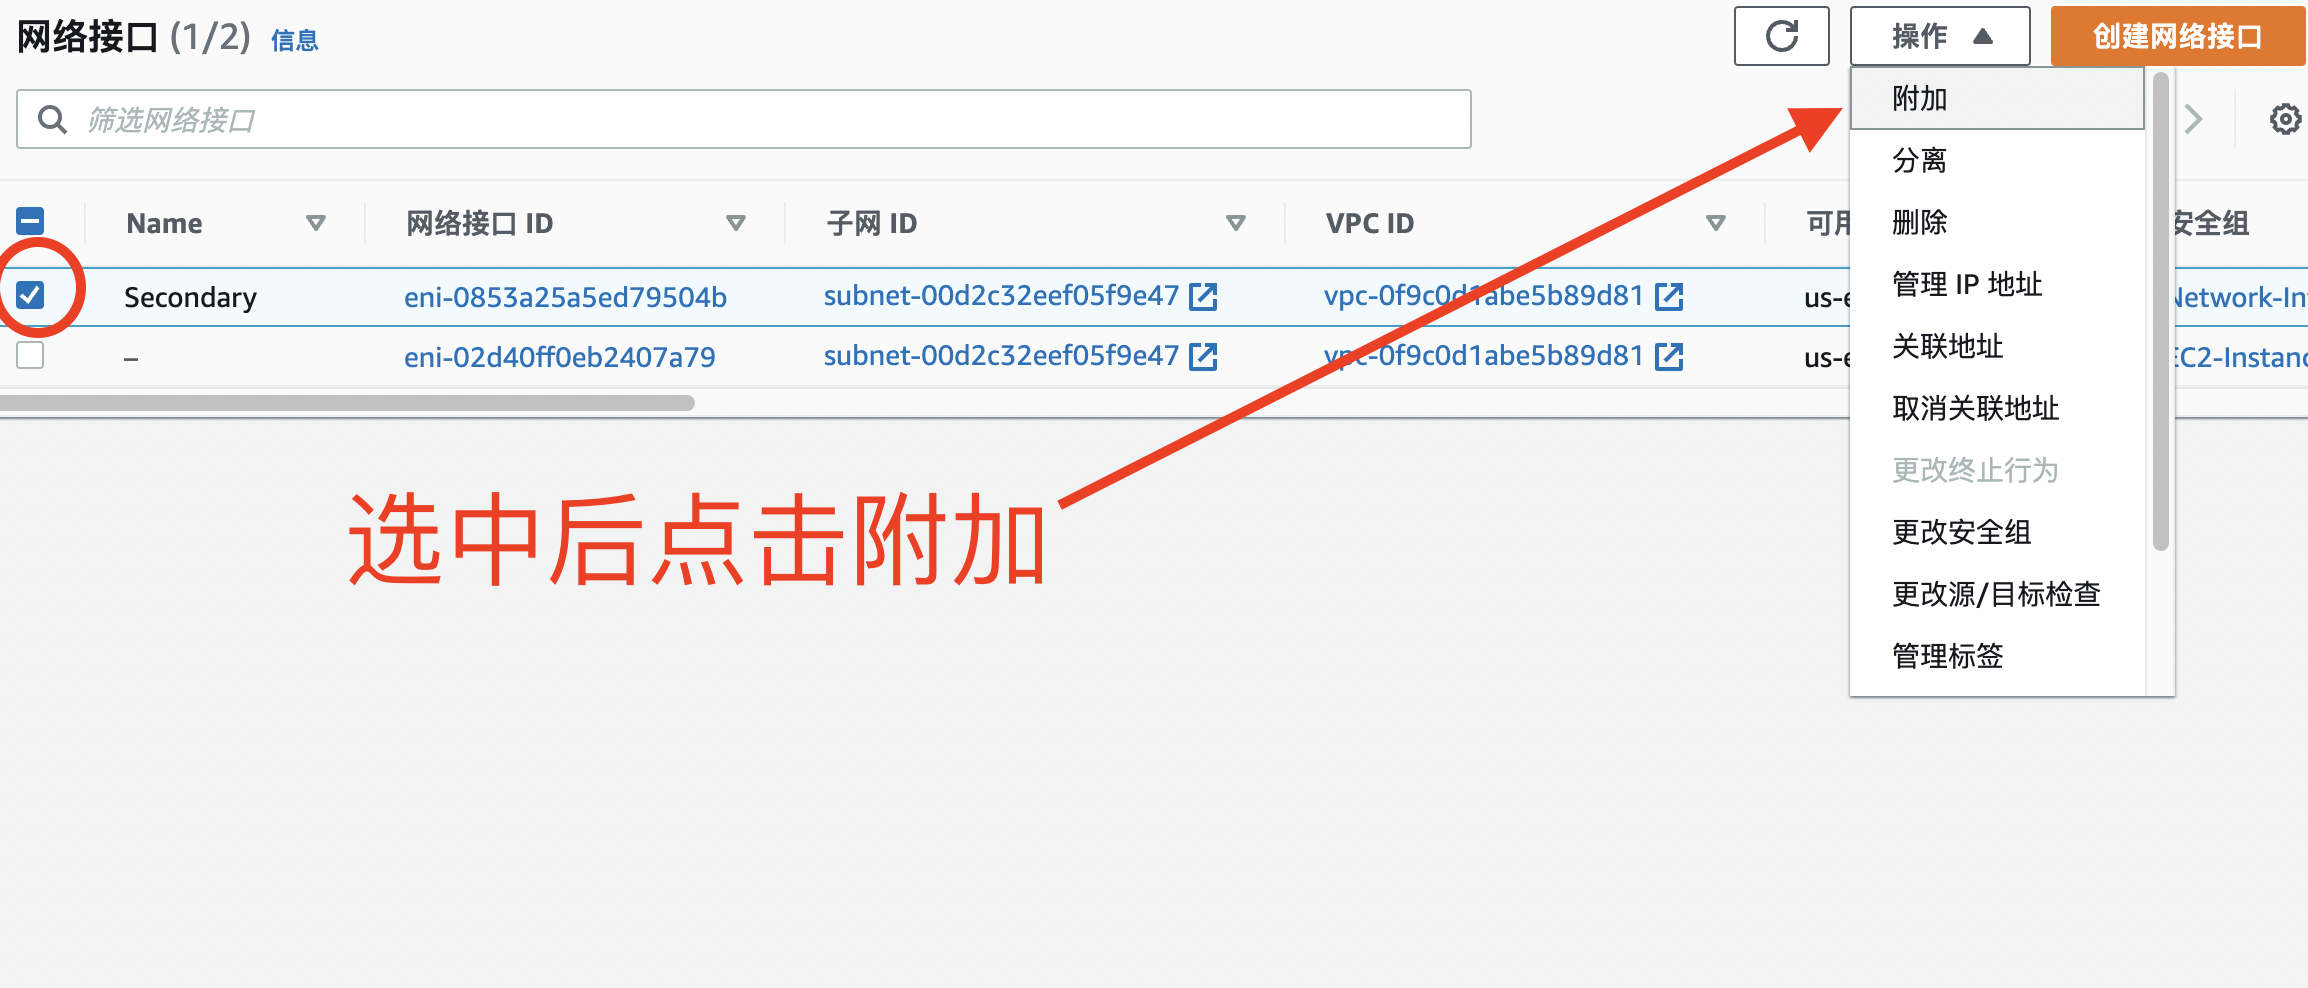 网络接口 (1/2) 信息
操作
创建网络接口
筛选网络接口
Name 网络接口 ID 子网 ID VPC ID 可用 安全组
Secondary eni-0853a25a5ed79504b subnet-00d2c32eef05f9e47 vpc-0f9c0d1abe5b89d81 us-e Network-In
– eni-02d40ff0eb2407a79 subnet-00d2c32eef05f9e47 vpc-0f9c0d1abe5b89d81 us-e EC2-Instanc
附加
分离
删除
管理 IP 地址
关联地址
取消关联地址
更改终止行为
更改安全组
更改源/目标检查
管理标签
选中后点击附加